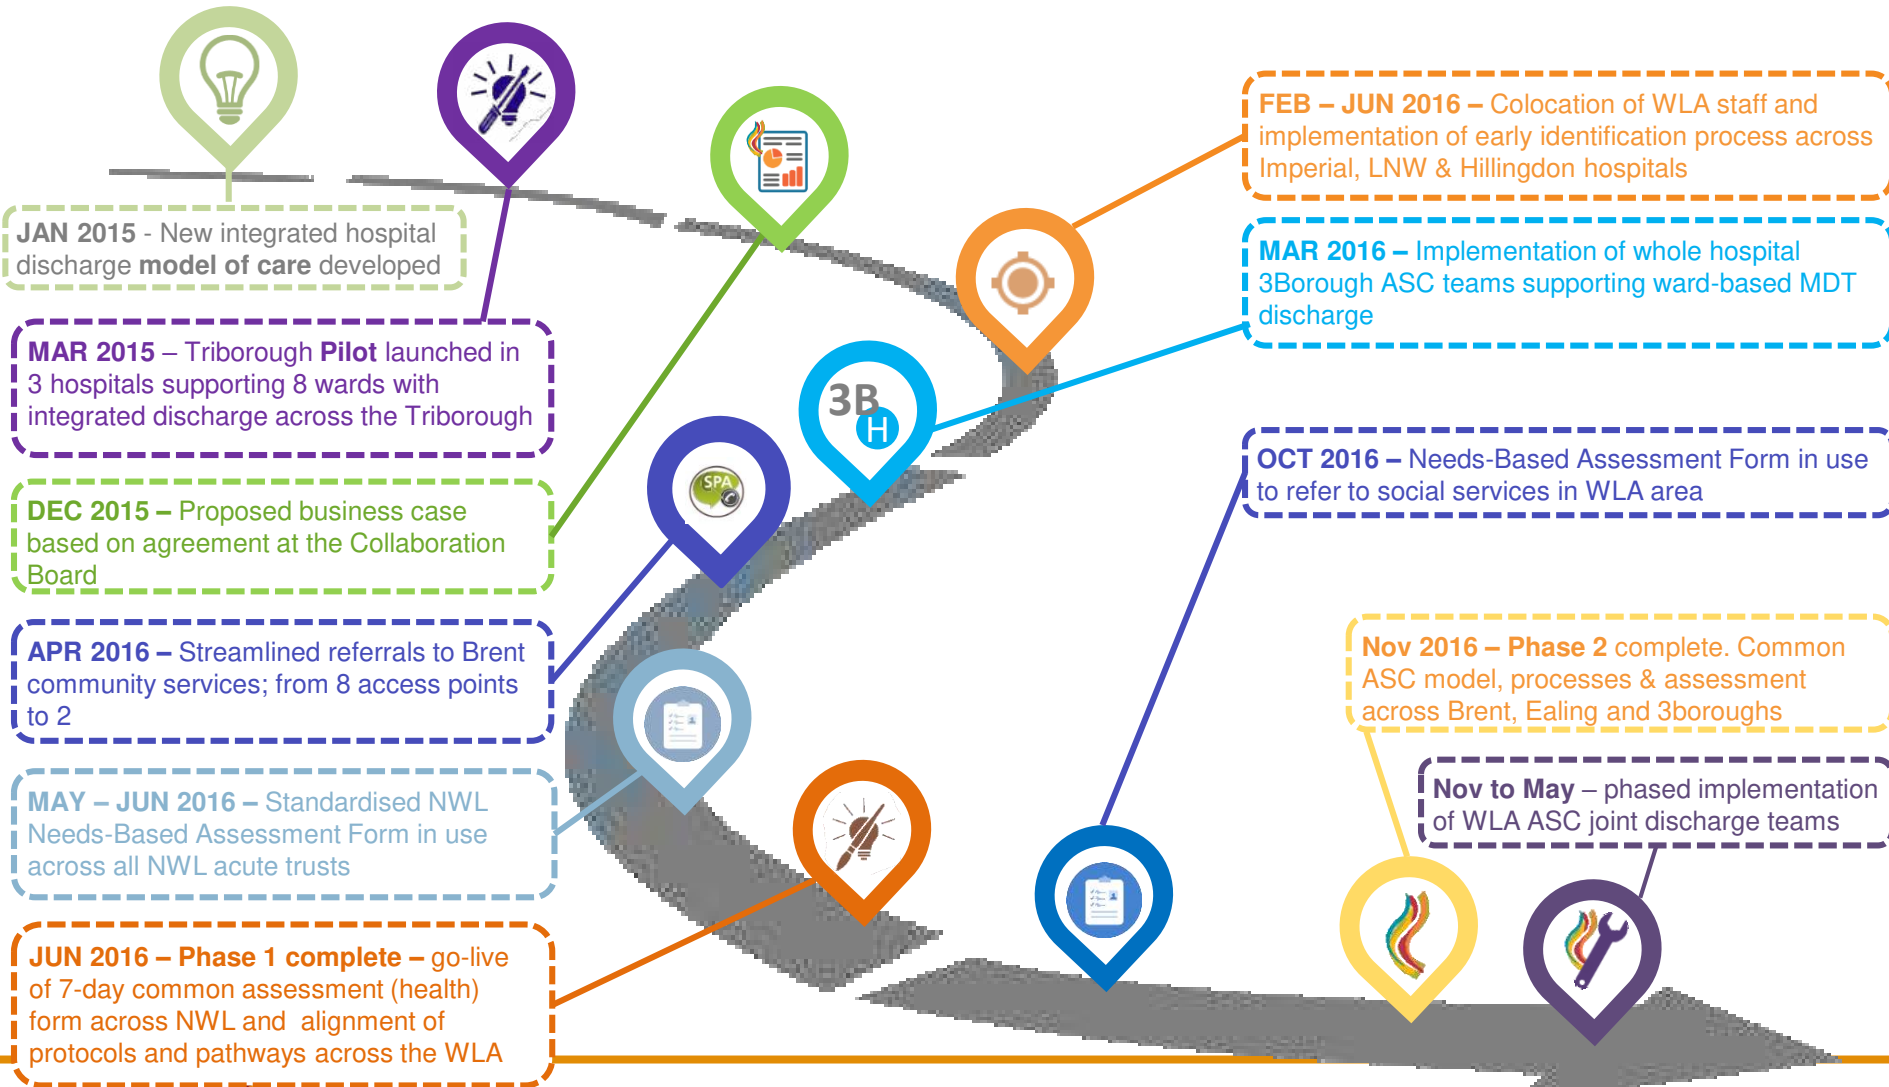 JAN 2015 - New integrated hospital
discharge model of care developed
MAR 2015 – Triborough Pilot launched in
3 hospitals supporting 8 wards with
integrated discharge across the Triborough
DEC 2015 – Proposed business case
based on agreement at the Collaboration
Board
APR 2016 – Streamlined referrals to Brent
community services; from 8 access points
to 2
MAY – JUN 2016 – Standardised NWL
Needs-Based Assessment Form in use
across all NWL acute trusts
JUN 2016 – Phase 1 complete – go-live
of 7-day common assessment (health)
form across NWL and alignment of
protocols and pathways across the WLA
3B
H
SPA
FEB – JUN 2016 – Colocation of WLA staff and
implementation of early identification process across
Imperial, LNW & Hillingdon hospitals
MAR 2016 – Implementation of whole hospital
3Borough ASC teams supporting ward-based MDT
discharge
OCT 2016 – Needs-Based Assessment Form in use
to refer to social services in WLA area
Nov 2016 – Phase 2 complete. Common
ASC model, processes & assessment
across Brent, Ealing and 3boroughs
Nov to May – phased implementation
of WLA ASC joint discharge teams